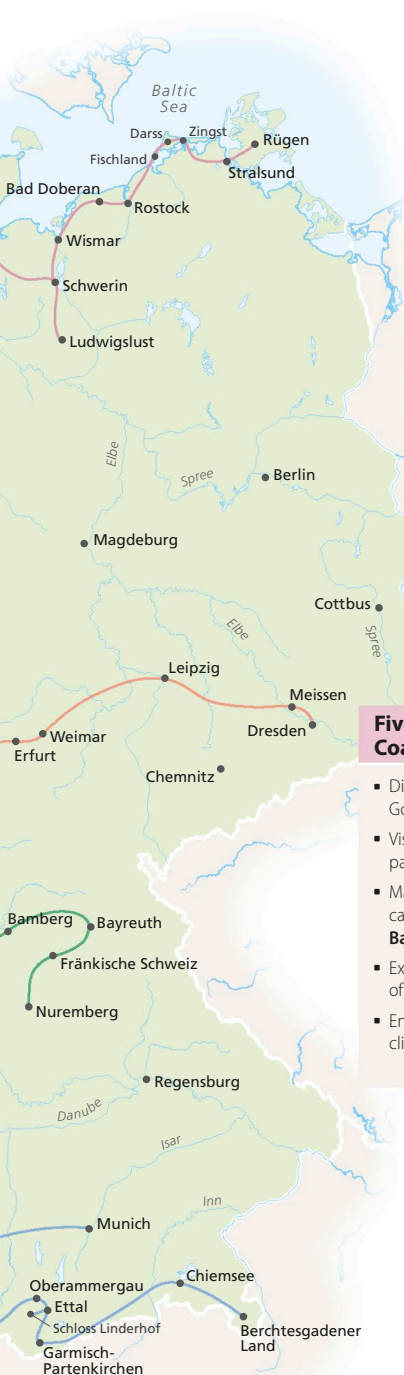 Baltic
Sea
Darss
Zingst
Rügen
Fischland
Stralsund
Bad Doberan
Rostock
Wismar
Schwerin
Ludwigslust
Elbe
Spree
Berlin
Magdeburg
Cottbus
Elbe
Spree
Leipzig
Meissen
Dresden
Weimar
Erfurt
Chemnitz
Fiv
Coa
▪ Di
Go
▪ Vis
pa
▪ Ma
ca
Ba
▪ Ex
of
▪ En
cli
Bamberg
Bayreuth
Fränkische Schweiz
Nuremberg
Regensburg
Danube
Isar
Inn
Munich
Chiemsee
Oberammergau
Ettal
Schloss Linderhof
Garmisch-
Partenkirchen
Berchtesgadener
Land